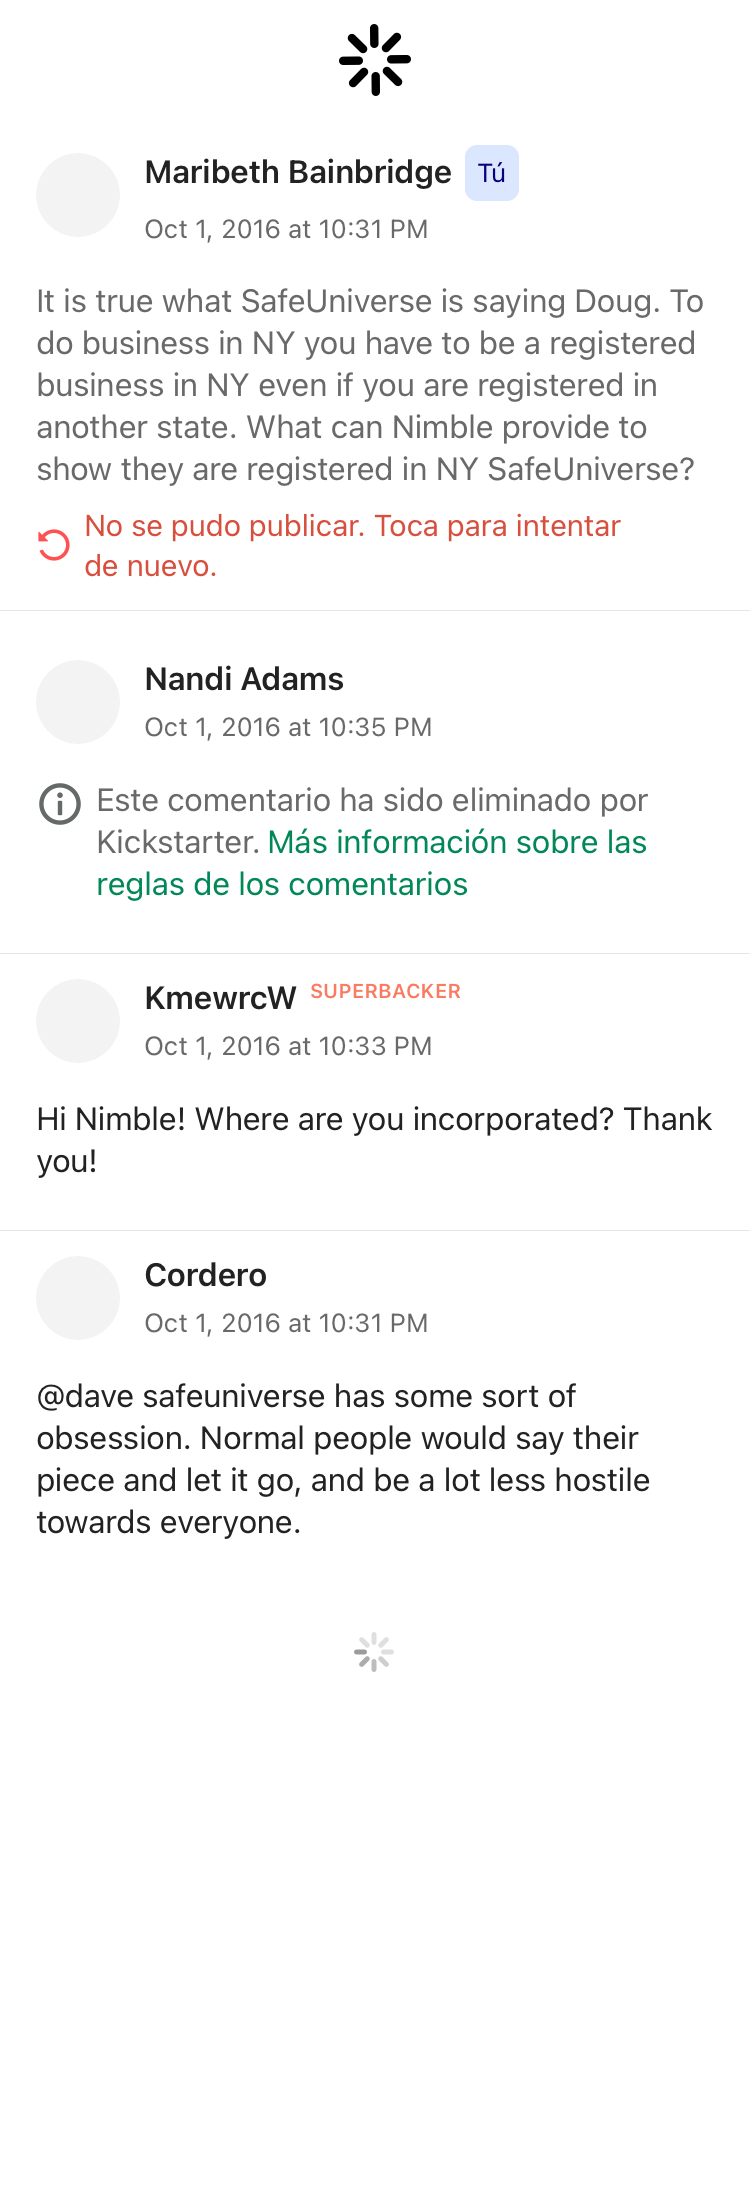 Maribeth Bainbridge Tú
Oct 1, 2016 at 10:31 PM
It is true what SafeUniverse is saying Doug. To
do business in NY you have to be a registered
business in NY even if you are registered in
another state. What can Nimble provide to
show they are registered in NY SafeUniverse?
No se pudo publicar. Toca para intentar
de nuevo.
Nandi Adams
Oct 1, 2016 at 10:35 PM
Este comentario ha sido eliminado por
Kickstarter. Más información sobre las
reglas de los comentarios
KmewrcW SUPERBACKER
Oct 1, 2016 at 10:33 PM
Hi Nimble! Where are you incorporated? Thank
you!
Cordero
Oct 1, 2016 at 10:31 PM
@dave safeuniverse has some sort of
obsession. Normal people would say their
piece and let it go, and be a lot less hostile
towards everyone.